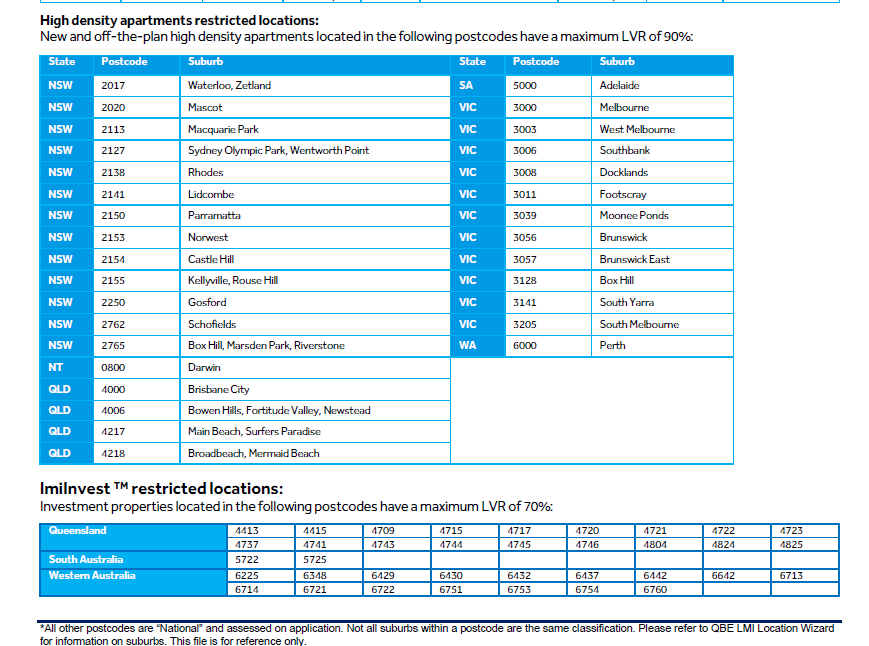 High density apartments restricted locations:
New and off-the-plan high density apartments located in the following postcodes have a maximum LVR of 90%:
State Postcode Suburb State Postcode Suburb
NSW 2017 Waterloo, Zetland SA 5000 Adelaide
NSW 2020 Mascot VIC 3000 Melbourne
NSW 2113 Macquarie Park VIC 3003 West Melbourne
NSW 2127 Sydney Olympic Park, Wentworth Point VIC 3006 Southbank
NSW 2138 Rhodes VIC 3008 Docklands
NSW 2141 Lidcombe VIC 3011 Footscray
NSW 2150 Parramatta VIC 3039 Moonee Ponds
NSW 2153 Norwest VIC 3056 Brunswick
NSW 2154 Castle Hill VIC 3057 Brunswick East
NSW 2155 Kellyville, Rouse Hill VIC 3128 Box Hill
NSW 2250 Gosford VIC 3141 South Yarra
NSW 2762 Schofields VIC 3205 South Melbourne
NSW 2765 Box Hill, Marsden Park, Riverstone WA 6000 Perth
NT 0800 Darwin
QLD 4000 Brisbane City
QLD 4006 Bowen Hills, Fortitude Valley, Newstead
QLD 4217 Main Beach, Surfers Paradise
QLD 4218 Broadbeach, Mermaid Beach
lmiInvest ™ restricted locations:
Investment properties located in the following postcodes have a maximum LVR of 70%:
Queensland 4413 4415 4709 4715 4717 4720 4721 4722 4723
4737 4741 4743 4744 4745 4746 4804 4824 4825
South Australia 5722 5725
Western Australia 6225 6348 6429 6430 6432 6437 6442 6642 6713
6714 6721 6722 6751 6753 6754 6760
*All other postcodes are “National” and assessed on application. Not all suburbs within a postcode are the same classification. Please refer to QBE LMI Location Wizard
for information on suburbs. This file is for reference only.